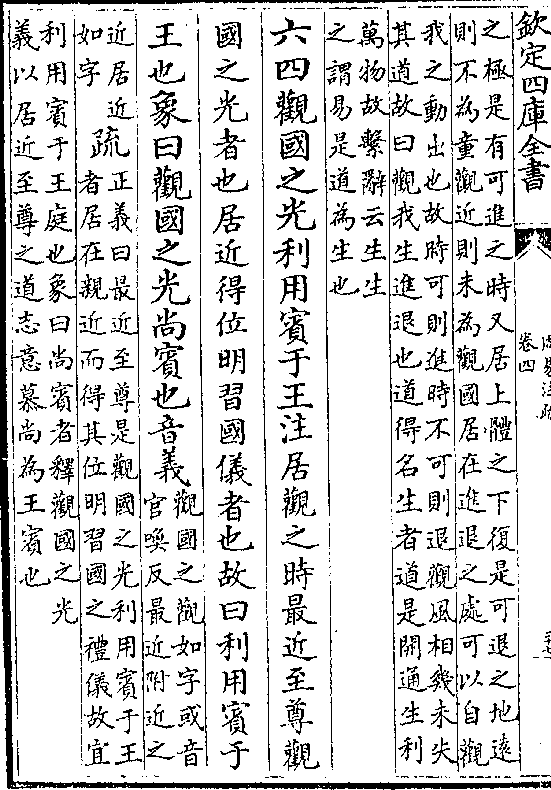 欽定四庫全書
周易注疏
卷四
之極是有可進之時又居上體之下復是可退之地遠
則不為童觀近則未為觀國居在進退之處可以自觀
我之動出也故時可則進時不可則退觀風相幾未失
其道故曰觀我生進退也道得名生者道是開通生利
萬物故繫辭云生生
之謂易是道為生也
六四觀國之光利用賓于王注居觀之時最近至尊觀
國之光者也居近得位明習國儀者也故曰利用賓于
王也象曰觀國之光尚賓也音義
觀國之觀如字或音
官喚反最近附近之
近居近
如字
疏
正義曰最近至尊是觀國之光利用賓于王
者居在親近而得其位明習國之禮儀故宜
利用賓于王庭也象曰尚賓者釋觀國之光
義以居近至尊之道志意慕尚為王賓也